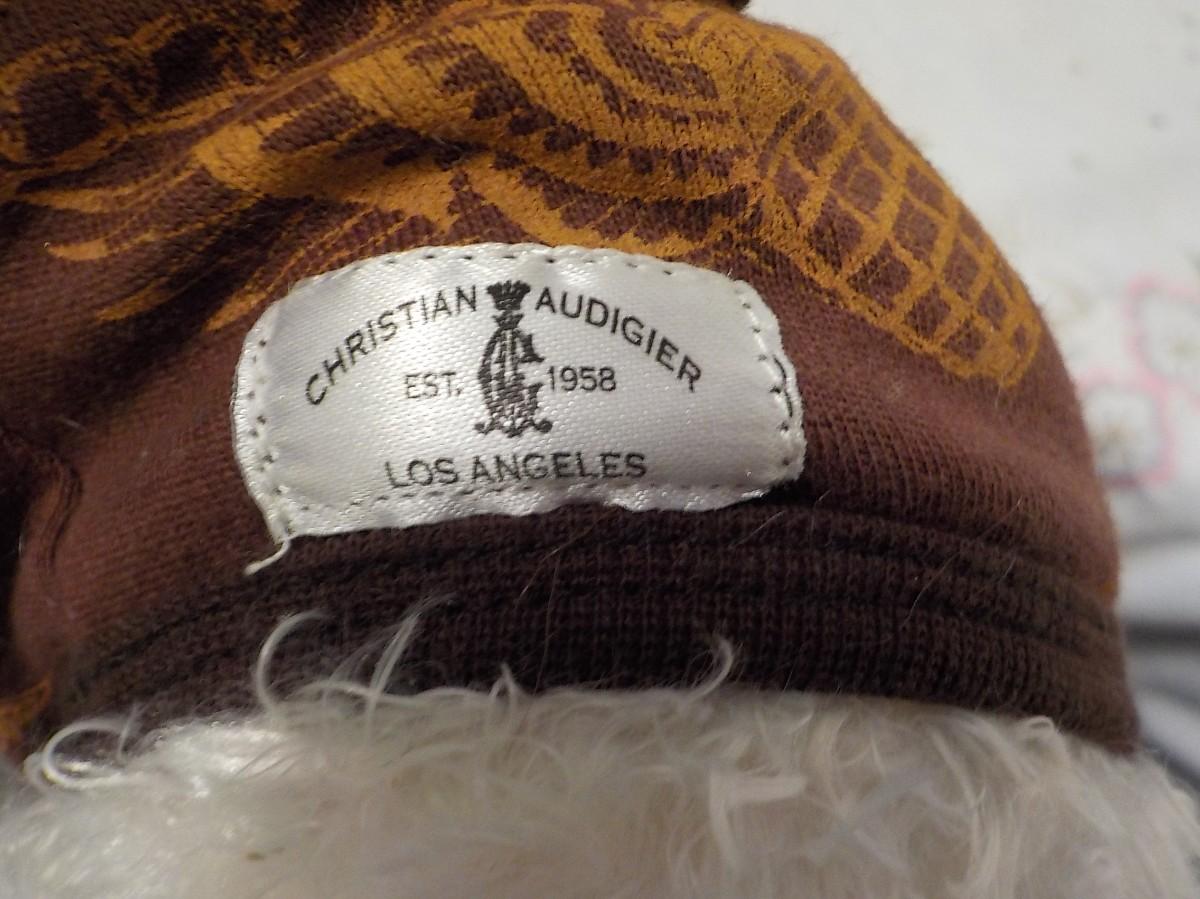 CHRISTIAN AUDIGIER
EST. 1958
LOS ANGELES